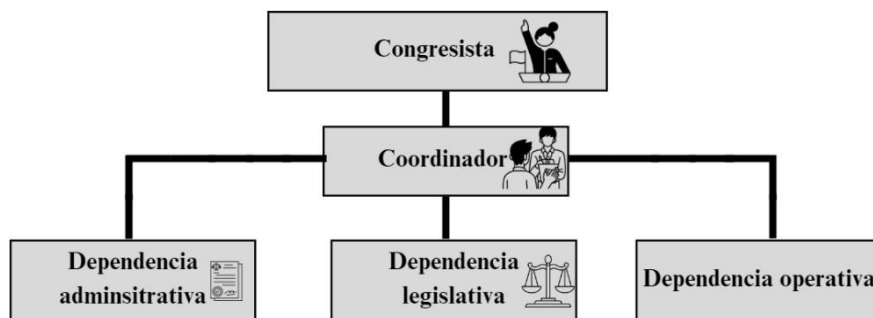 Congresista
Coordinador
Dependencia
adminsitrativa
Dependencia
legislativa
Dependencia operativa